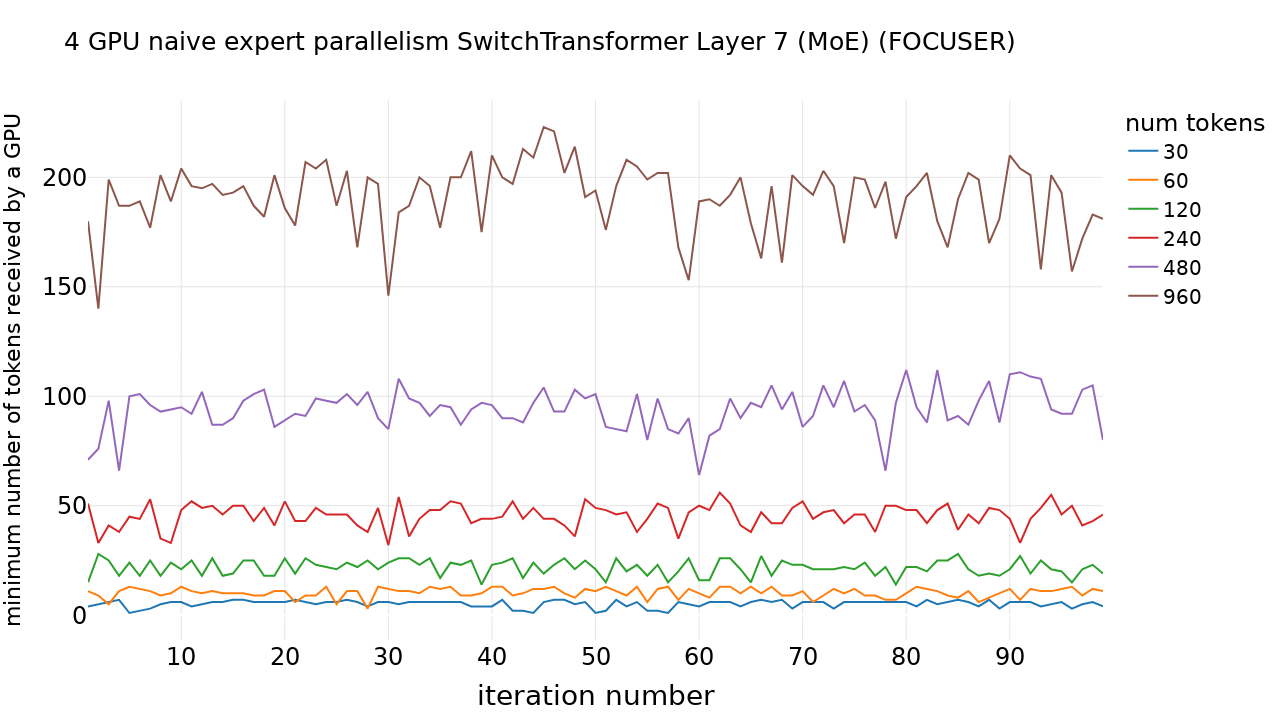 4 GPU naive expert parallelism SwitchTransformer Layer 7 (MoE) (FOCUSER)
minimum number of tokens received by a GPU
200
150
100
50
0
10 20 30 40 50 60 70 80 90
iteration number
num tokens
30
60
120
240
480
960